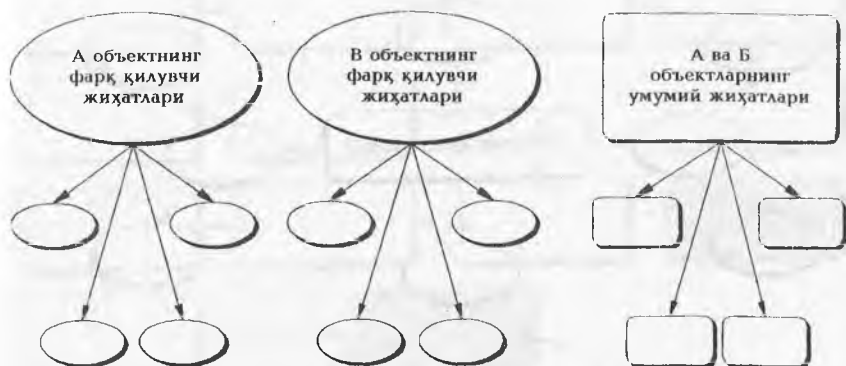 А объектнинг
фарқ қилувчи
жиҳатлари
В объектнинг
фарқ қилувчи
жиҳатлари
А ва Б
объектларнинг
умумий жиҳатлари